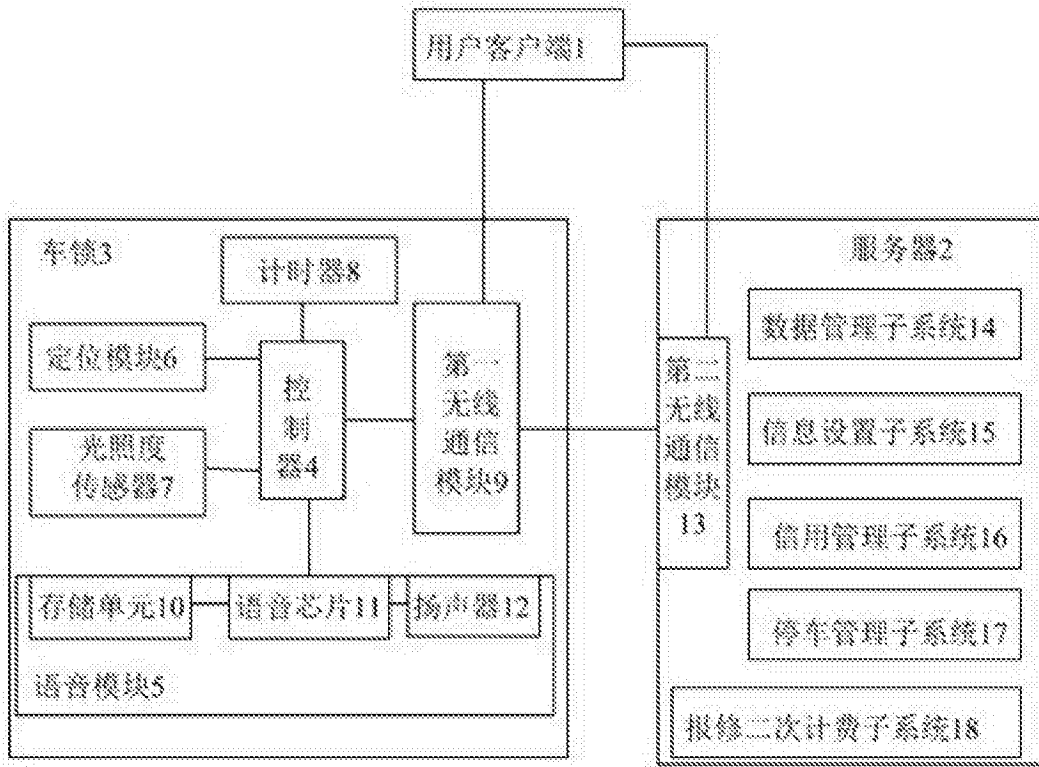 用户客户端1
车锁3
计时器8
定位模块6
光照度
传感器7
控
制
器4
第一
无线
通信
模块9
存储单元10
语音芯片11
扬声器12
语音模块5
服务器2
第二
无线
通信
模块
13
数据管理子系统14
信息设置子系统15
信用管理子系统16
停车管理子系统17
报修二次计费子系统18